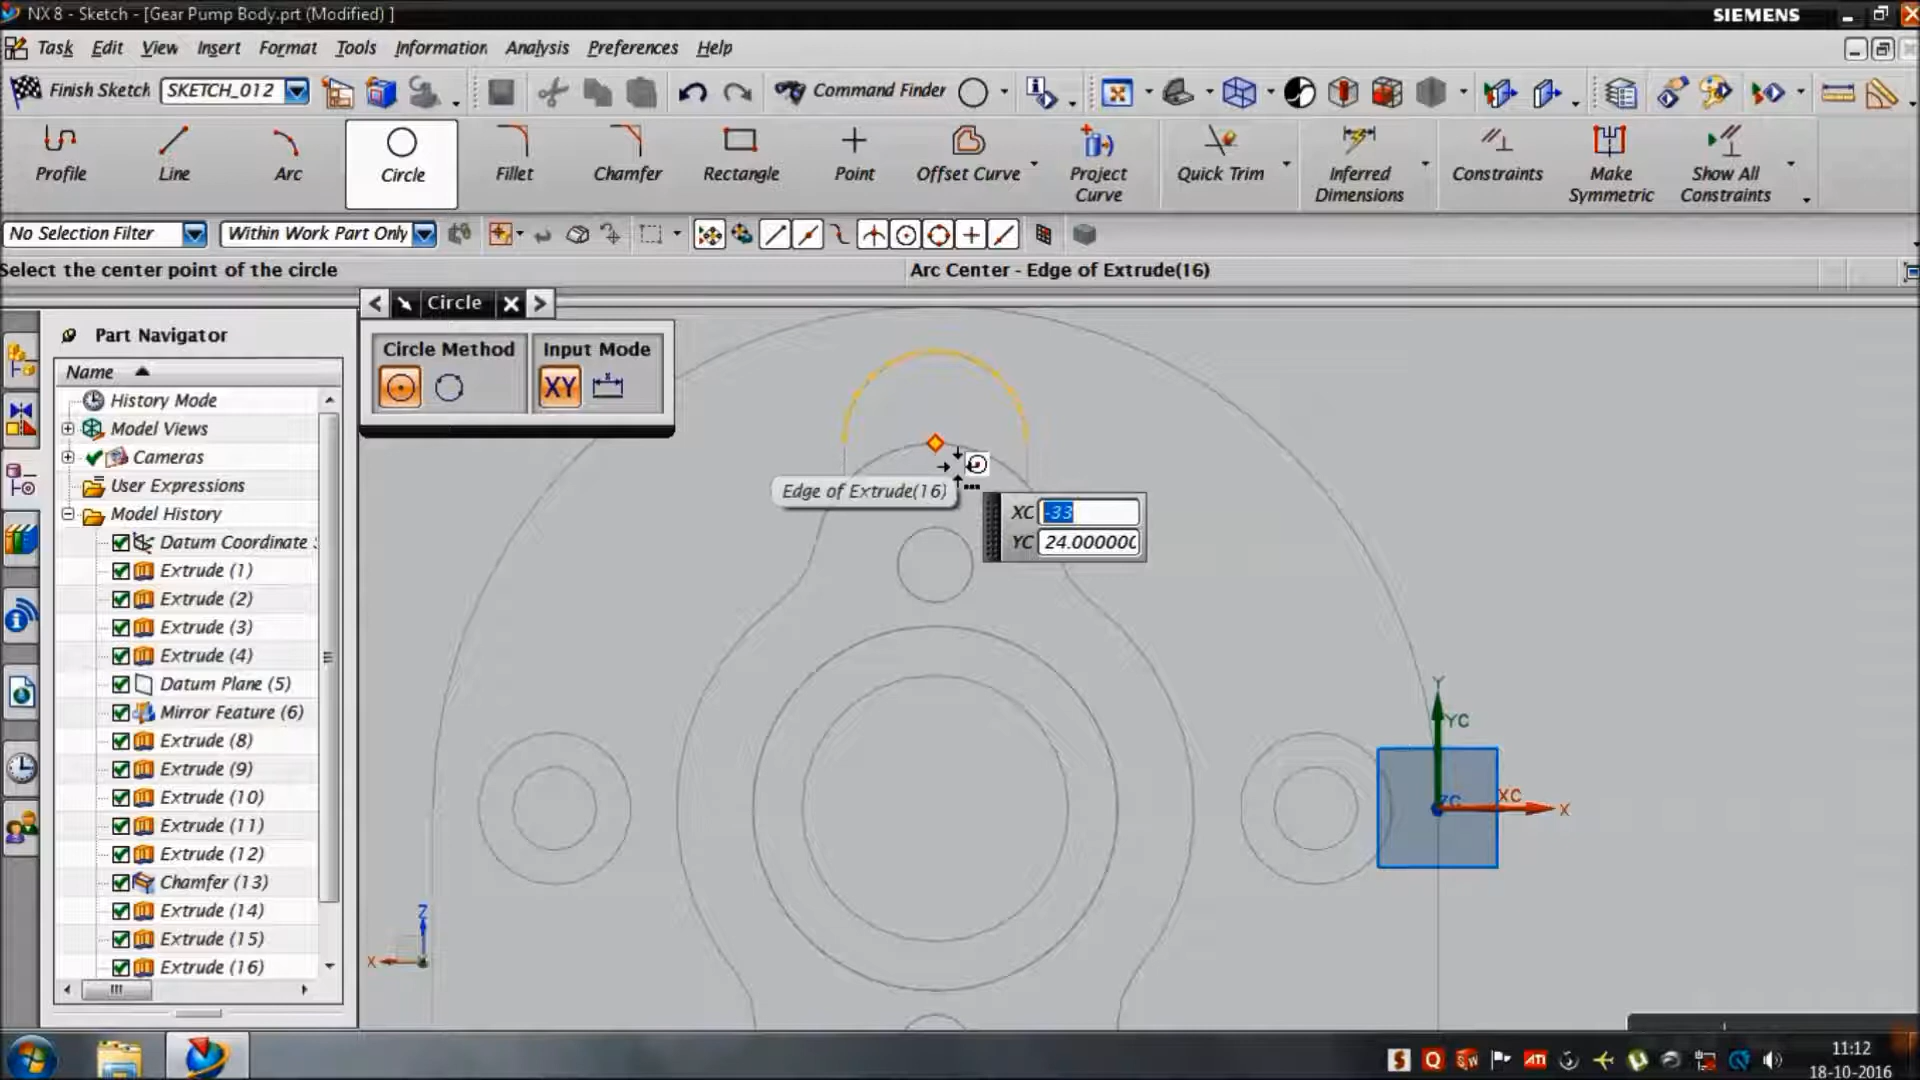 NX 8 - Sketch - [Gear Pump Body.prt (Modified) ]
SIEMENS
Task Edit View Insert Format Tools Information Analysis Preferences Help
Finish Sketch SKETCH_012 Command Finder
Profile Line Arc Circle Fillet Chamfer Rectangle Point Offset Curve Project Curve Quick Trim Inferred Dimensions Constraints Make Symmetric Show All Constraints
No Selection Filter Within Work Part Only
Select the center point of the circle
Arc Center - Edge of Extrude(16)
Circle
Circle Method Input Mode
XY
Part Navigator
Name
History Mode
Model Views
Cameras
User Expressions
Model History
Datum Coordinate
Extrude (1)
Extrude (2)
Extrude (3)
Extrude (4)
Datum Plane (5)
Mirror Feature (6)
Extrude (8)
Extrude (9)
Extrude (10)
Extrude (11)
Extrude (12)
Chamfer (13)
Extrude (14)
Extrude (15)
Extrude (16)
Edge of Extrude(16)
XC -33
YC 24.000000
Y
YC
XC
X
Z
X
11:12
18-10-2016